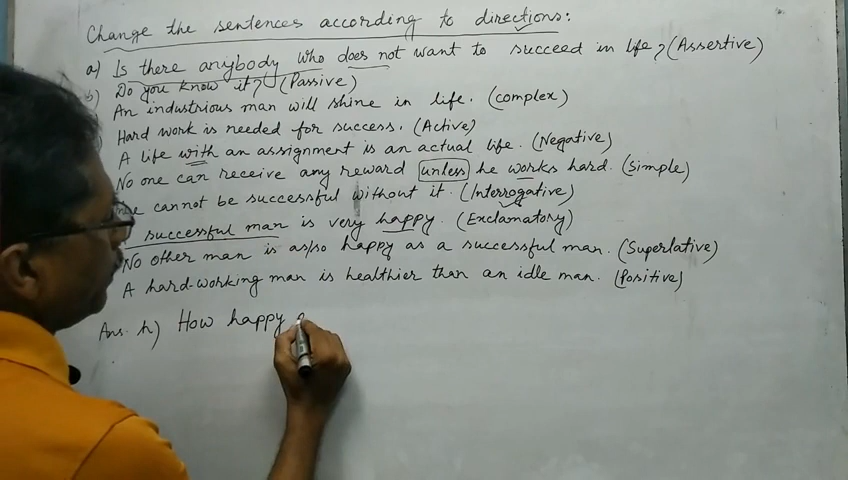 Change the sentences according to directions:
a) Is there anybody who does not want to succeed in life? (Assertive)
b) Do you know it? (Passive)
An industrious man will shine in life. (complex)
Hard work is needed for success. (Active)
A life with an assignment is an actual life. (Negative)
No one can receive any reward unless he works hard. (Simple)
cannot be successful without it. (Interrogative)
successful man is very happy. (Exclamatory)
No other man is as/so happy as a successful man. (Superlative)
A hard-working man is healthier than an idle man. (Positive)
Ans. h) How happy